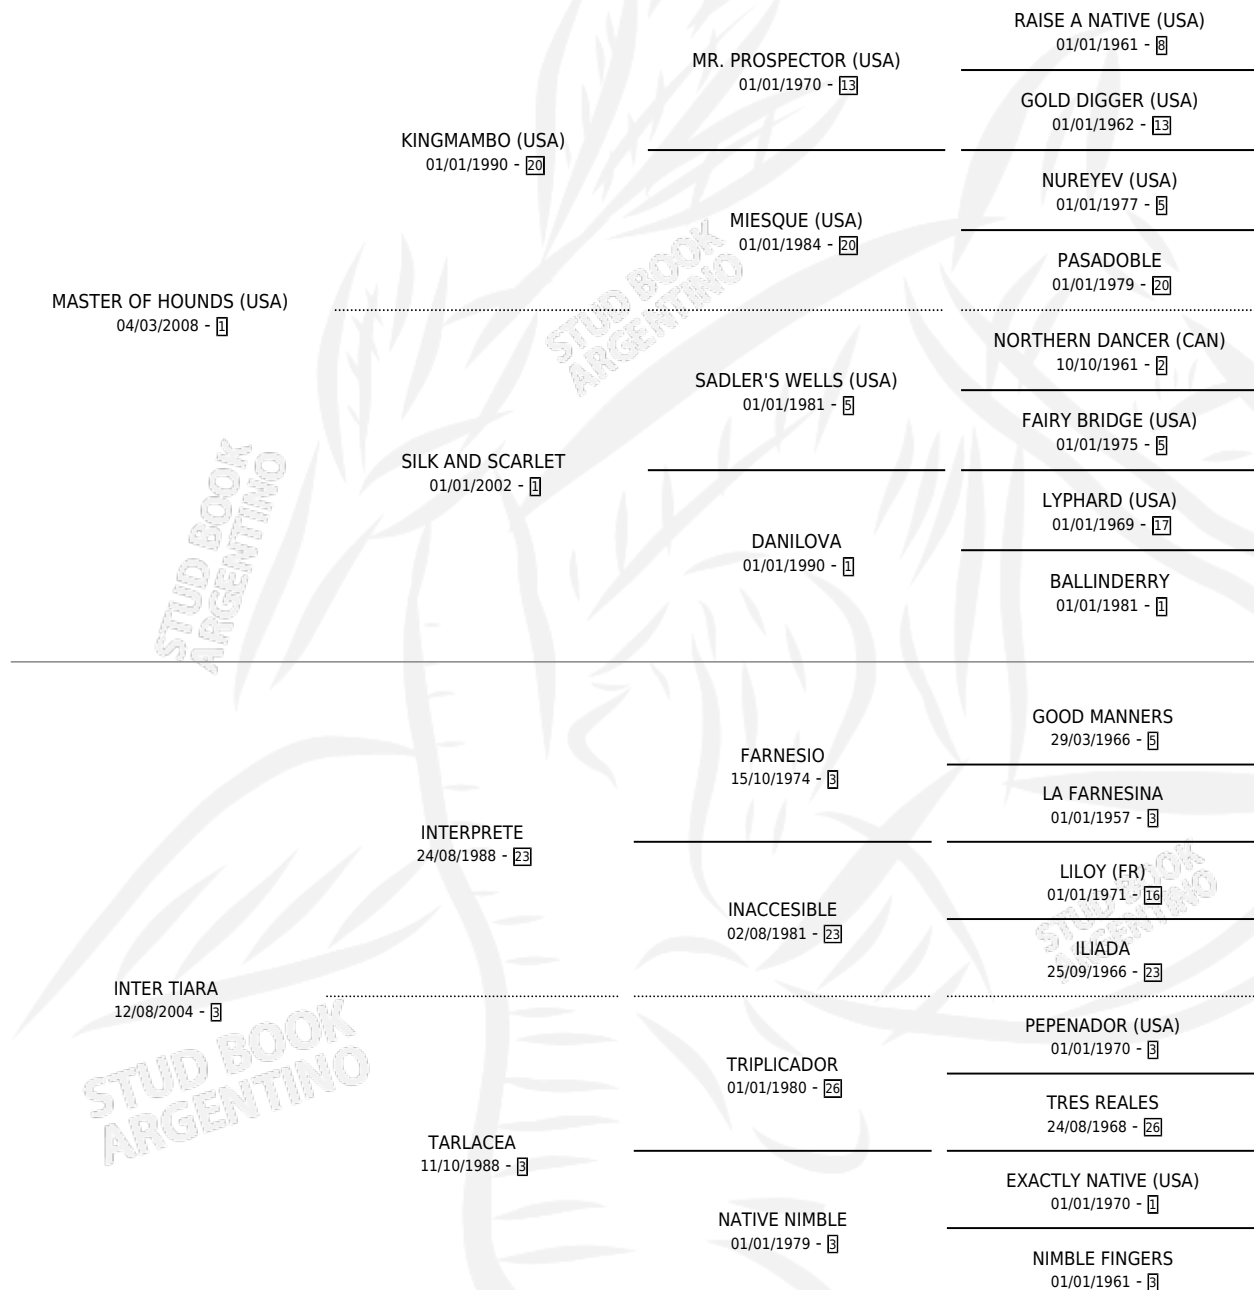 RAISE A NATIVE (USA)
01/01/1961 - 8
MR. PROSPECTOR (USA)
01/01/1970 - 13
GOLD DIGGER (USA)
01/01/1962 - 13
KINGMAMBO (USA)
01/01/1990 - 20
NUREYEV (USA)
01/01/1977 - 5
MIESQUE (USA)
01/01/1984 - 20
PASADOBLE
01/01/1979 - 20
MASTER OF HOUNDS (USA)
04/03/2008 - 1
NORTHERN DANCER (CAN)
10/10/1961 - 2
SADLER'S WELLS (USA)
01/01/1981 - 5
FAIRY BRIDGE (USA)
01/01/1975 - 5
SILK AND SCARLET
01/01/2002 - 1
LYPHARD (USA)
01/01/1969 - 17
DANILOVA
01/01/1990 - 1
BALLINDERRY
01/01/1981 - 1
GOOD MANNERS
29/03/1966 - 5
FARNESIO
15/10/1974 - 3
LA FARNESINA
01/01/1957 - 3
INTERPRETE
24/08/1988 - 23
LILOY (FR)
01/01/1971 - 16
INACCESIBLE
02/08/1981 - 23
ILIADA
25/09/1966 - 23
INTER TIARA
12/08/2004 - 3
PEPENADOR (USA)
01/01/1970 - 3
TRIPLICADOR
01/01/1980 - 26
TRES REALES
24/08/1968 - 26
TARLACEA
11/10/1988 - 3
EXACTLY NATIVE (USA)
01/01/1970 - 1
NATIVE NIMBLE
01/01/1979 - 3
NIMBLE FINGERS
01/01/1961 - 3
STUD BOOK
ARGENTINO
STUD BOOK
ARGENTINO
STUD BOOK
ARGENTINO
STUD BOOK
ARGENTINO